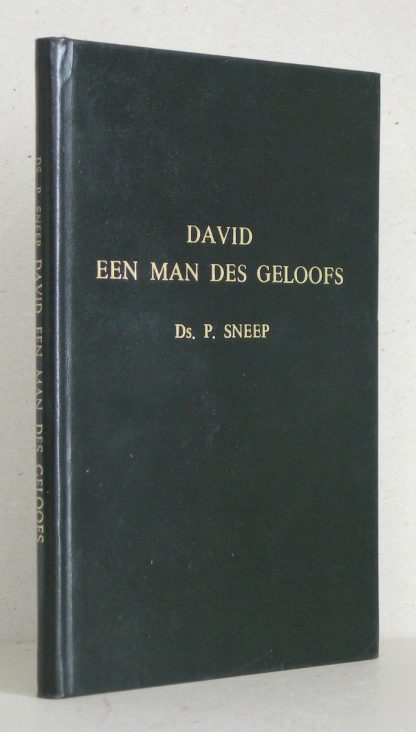 DAVID
EEN MAN DES GELOOFS
Ds. P. SNEEP
DS. P. SNEEP DAVID EEN MAN DES GELOOFS